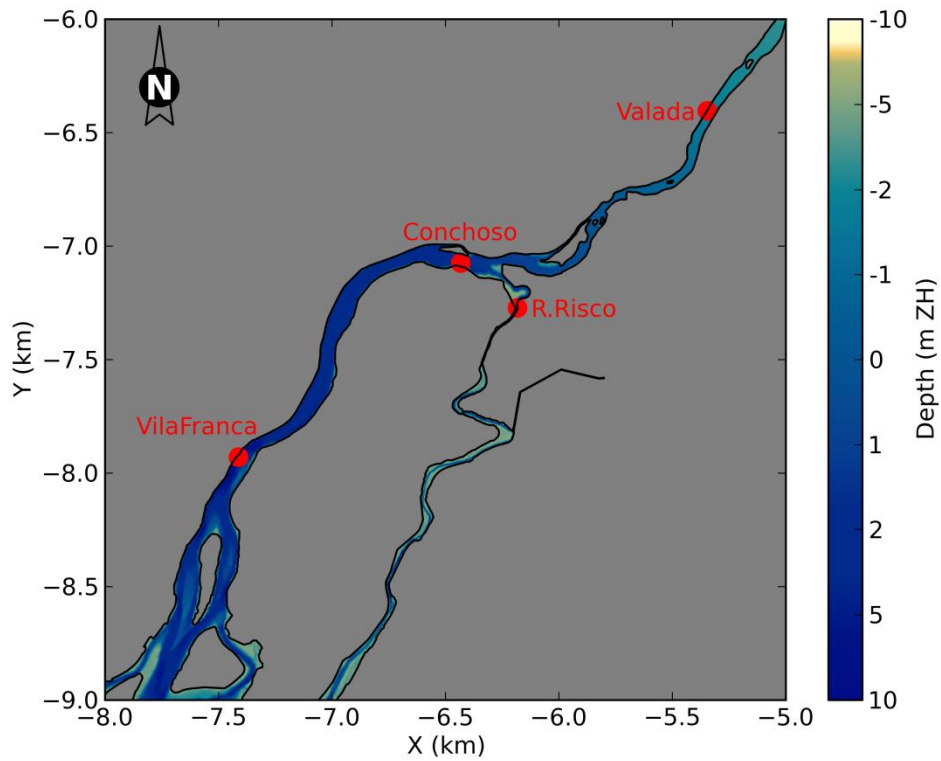 N
Valada
Conchoso
R.Risco
VilaFranca
−6.0
−6.5
−7.0
−7.5
−8.0
−8.5
−9.0
Y (km)
−8.0 −7.5 −7.0 −6.5 −6.0 −5.5 −5.0
X (km)
-10
-5
-2
-1
0
1
2
5
10
Depth (m ZH)